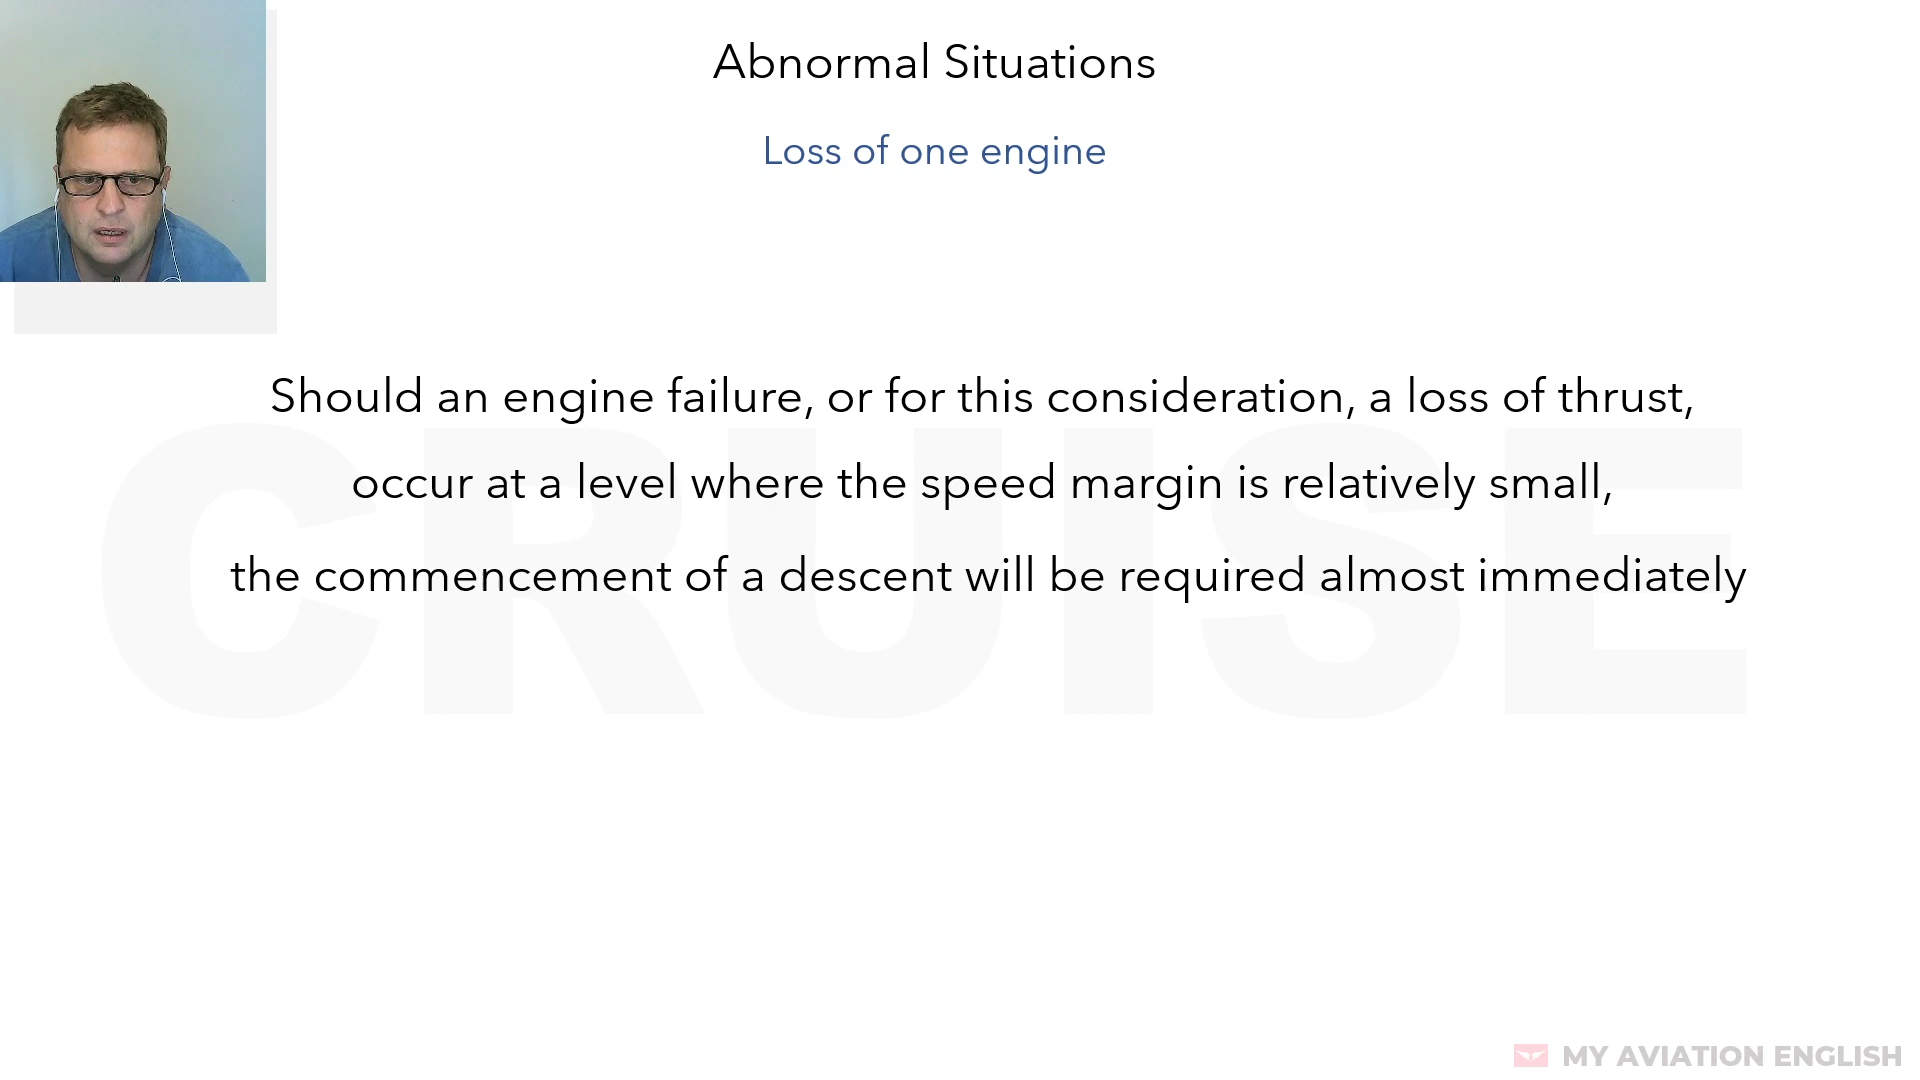 Abnormal Situations
Loss of one engine
Should an engine failure, or for this consideration, a loss of thrust,
occur at a level where the speed margin is relatively small,
the commencement of a descent will be required almost immediately
CRUISE
MY AVIATION ENGLISH